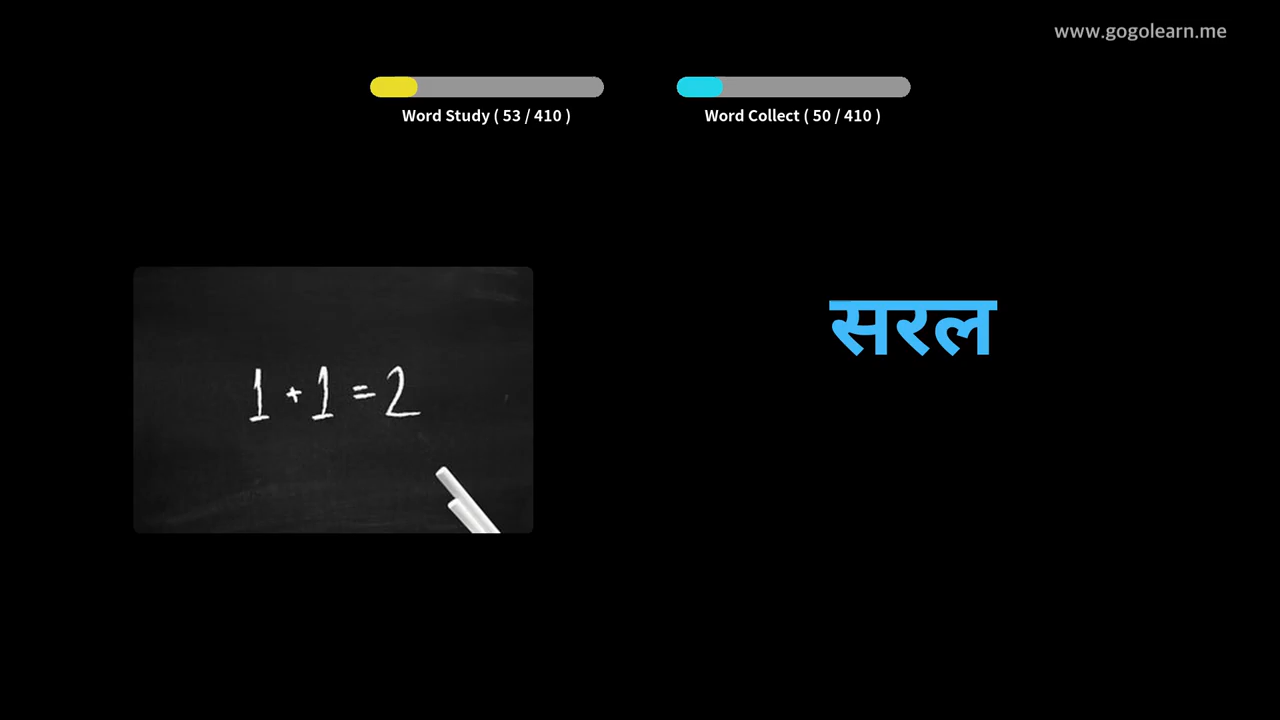 www.gogolearn.me
Word Study ( 53 / 410 )
Word Collect ( 50 / 410 )
1 + 1 = 2
सरल